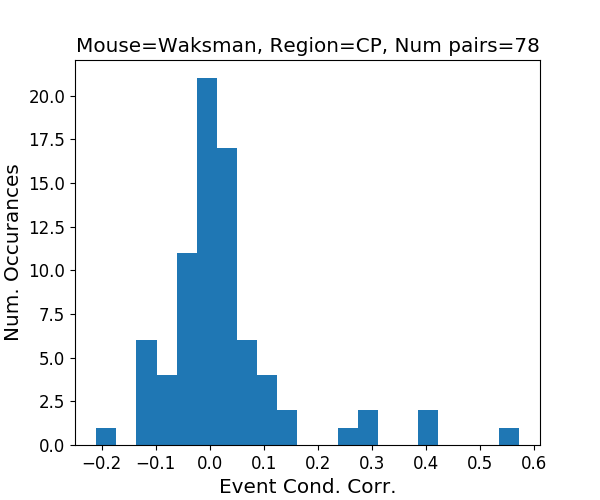 Mouse=Waksman, Region=CP, Num pairs=78
Num. Occurances
20.0
17.5
15.0
12.5
10.0
7.5
5.0
2.5
0.0
−0.2 −0.1 0.0 0.1 0.2 0.3 0.4 0.5 0.6
Event Cond. Corr.